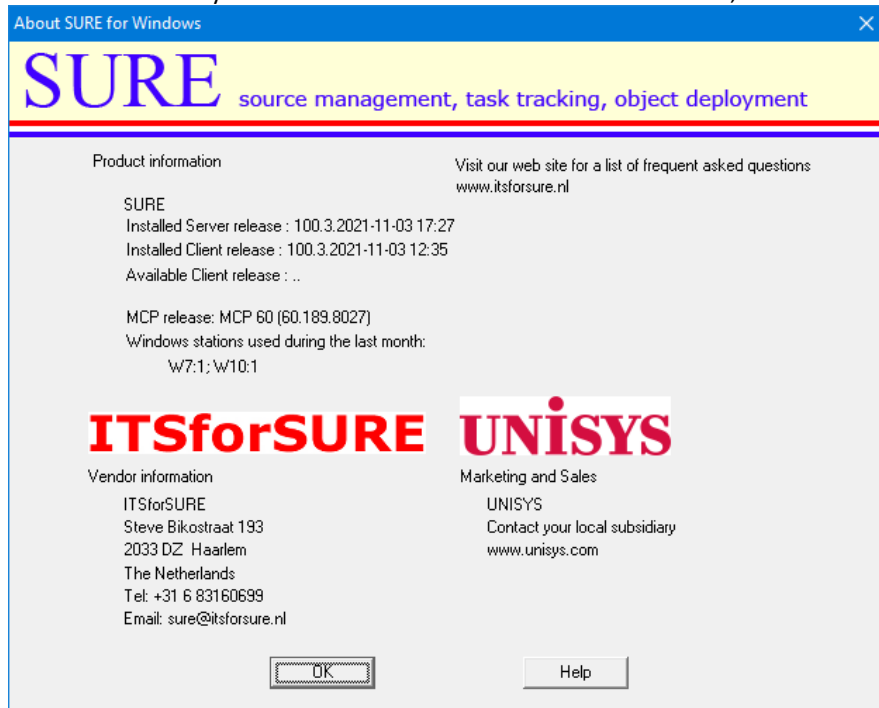 About SURE for Windows
SURE source management, task tracking, object deployment
Product information
Visit our web site for a list of frequent asked questions
www.itsforsure.nl
SURE
Installed Server release : 100.3.2021-11-03 17:27
Installed Client release : 100.3.2021-11-03 12:35
Available Client release : ..
MCP release: MCP 60 (60.189.8027)
Windows stations used during the last month:
W7:1; W10:1
ITSforSURE
Vendor information
ITSforSURE
Steve Bikostraat 193
2033 DZ Haarlem
The Netherlands
Tel: +31 6 83160699
Email: sure@itsforsure.nl
UNISYS
Marketing and Sales
UNISYS
Contact your local subsidiary
www.unisys.com
OK
Help